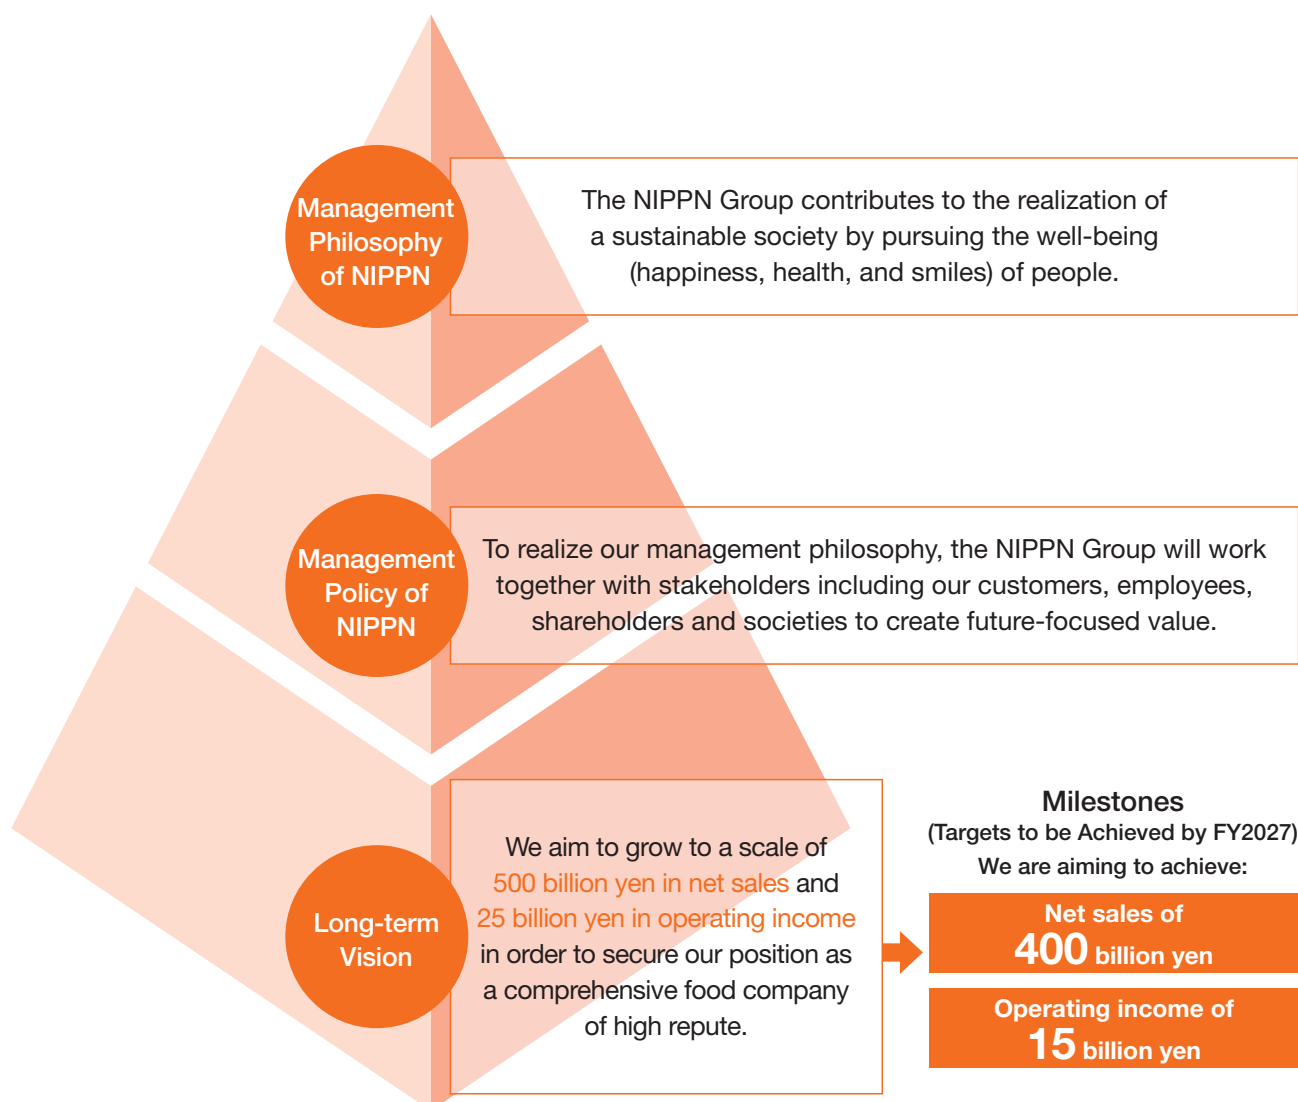 Management
Philosophy
of NIPPN
The NIPPN Group contributes to the realization of
a sustainable society by pursuing the well-being
(happiness, health, and smiles) of people.
Management
Policy of
NIPPN
To realize our management philosophy, the NIPPN Group will work
together with stakeholders including our customers, employees,
shareholders and societies to create future-focused value.
Long-term
Vision
We aim to grow to a scale of
500 billion yen in net sales and
25 billion yen in operating income
in order to secure our position as
a comprehensive food company
of high repute.
Milestones
(Targets to be Achieved by FY2027)
We are aiming to achieve:
Net sales of
400 billion yen
Operating income of
15 billion yen